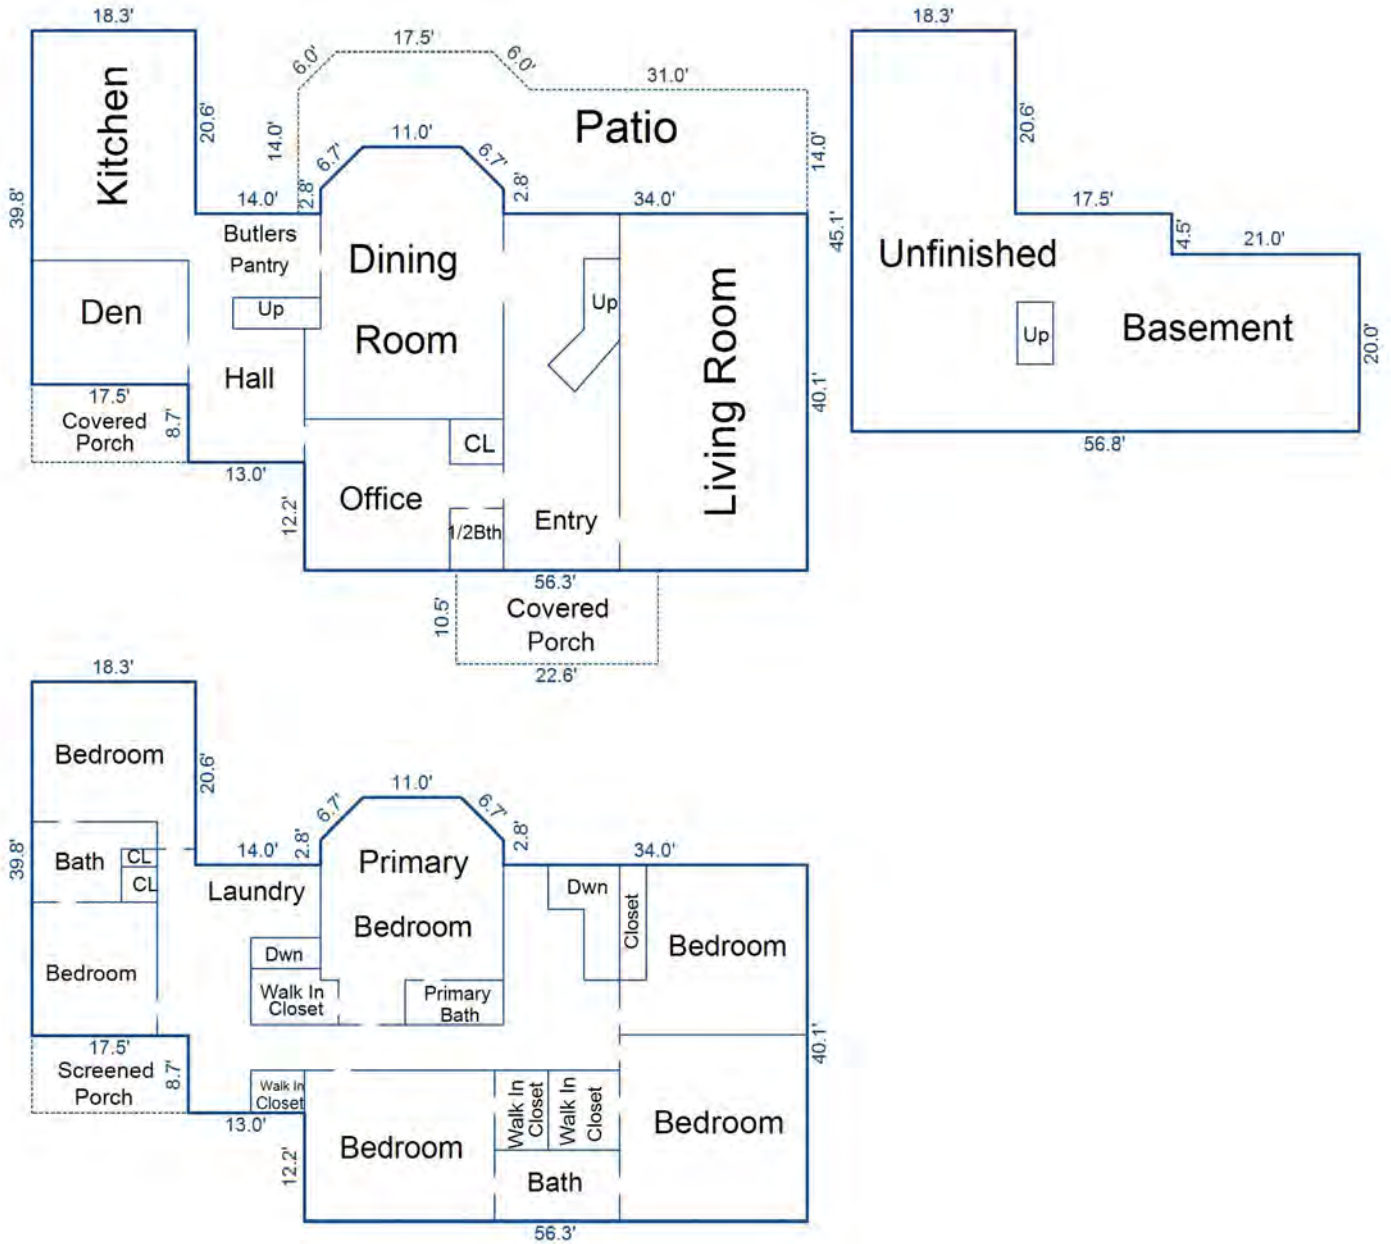 18.3'
17.5'
6.0'
6.0'
31.0'
Kitchen
20.6'
14.0'
11.0'
Patio
14.0'
6.7'
6.7'
39.8'
14.0'
2.8'
2.8'
34.0'
Butlers
Pantry
Dining
Room
Up
Up
Den
Hall
Living Room
40.1'
17.5'
Covered
Porch
8.7'
CL
13.0'
Office
12.2'
1/2Bth
Entry
56.3'
10.5'
Covered
Porch
22.6'
18.3'
20.6'
17.5'
45.1'
4.5'
21.0'
Unfinished
Up
Basement
20.0'
56.8'
18.3'
Bedroom
20.6'
11.0'
6.7'
6.7'
39.8'
14.0'
2.8'
2.8'
34.0'
Bath
CL
CL
Laundry
Primary
Bedroom
Dwn
Closet
Bedroom
Bedroom
Dwn
Walk In
Closet
Primary
Bath
40.1'
17.5'
Screened
Porch
8.7'
Walk In
Closet
13.0'
12.2'
Bedroom
Walk In
Closet
Walk In
Closet
Bath
Bedroom
56.3'